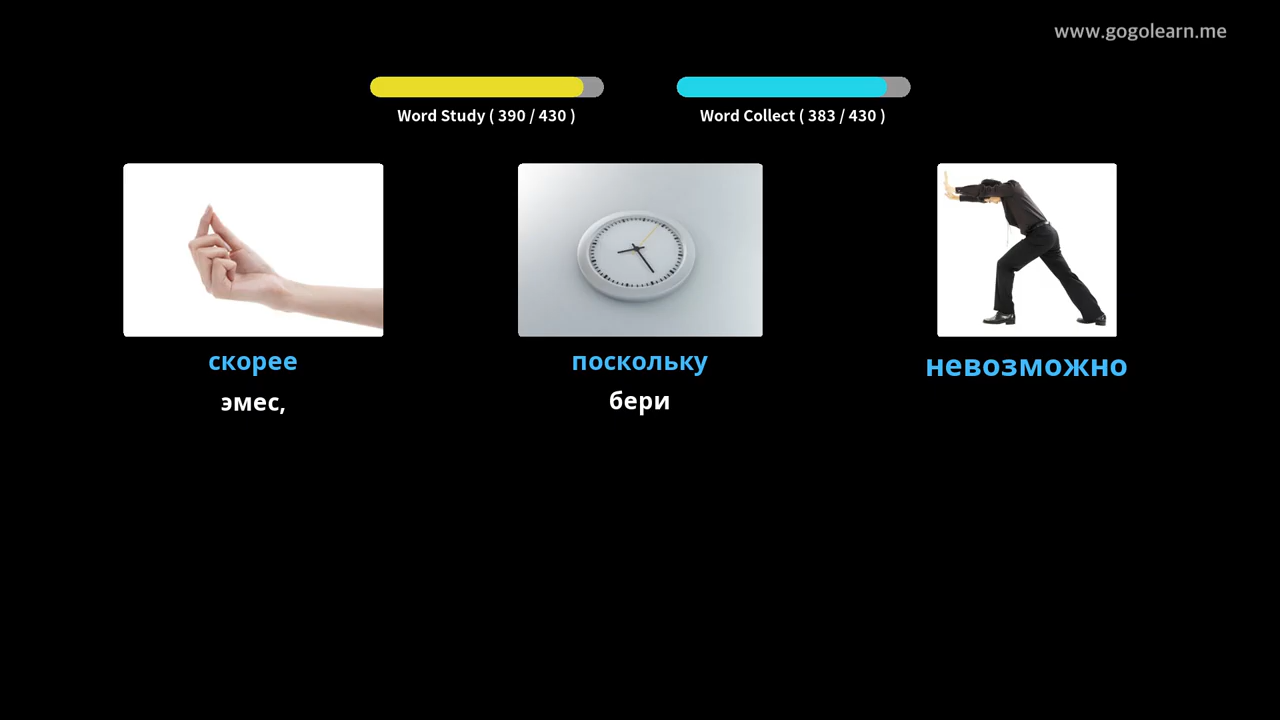 www.gogolearn.me
Word Study ( 390 / 430 )
Word Collect ( 383 / 430 )
скорее
поскольку
невозможно
эмес,
бери